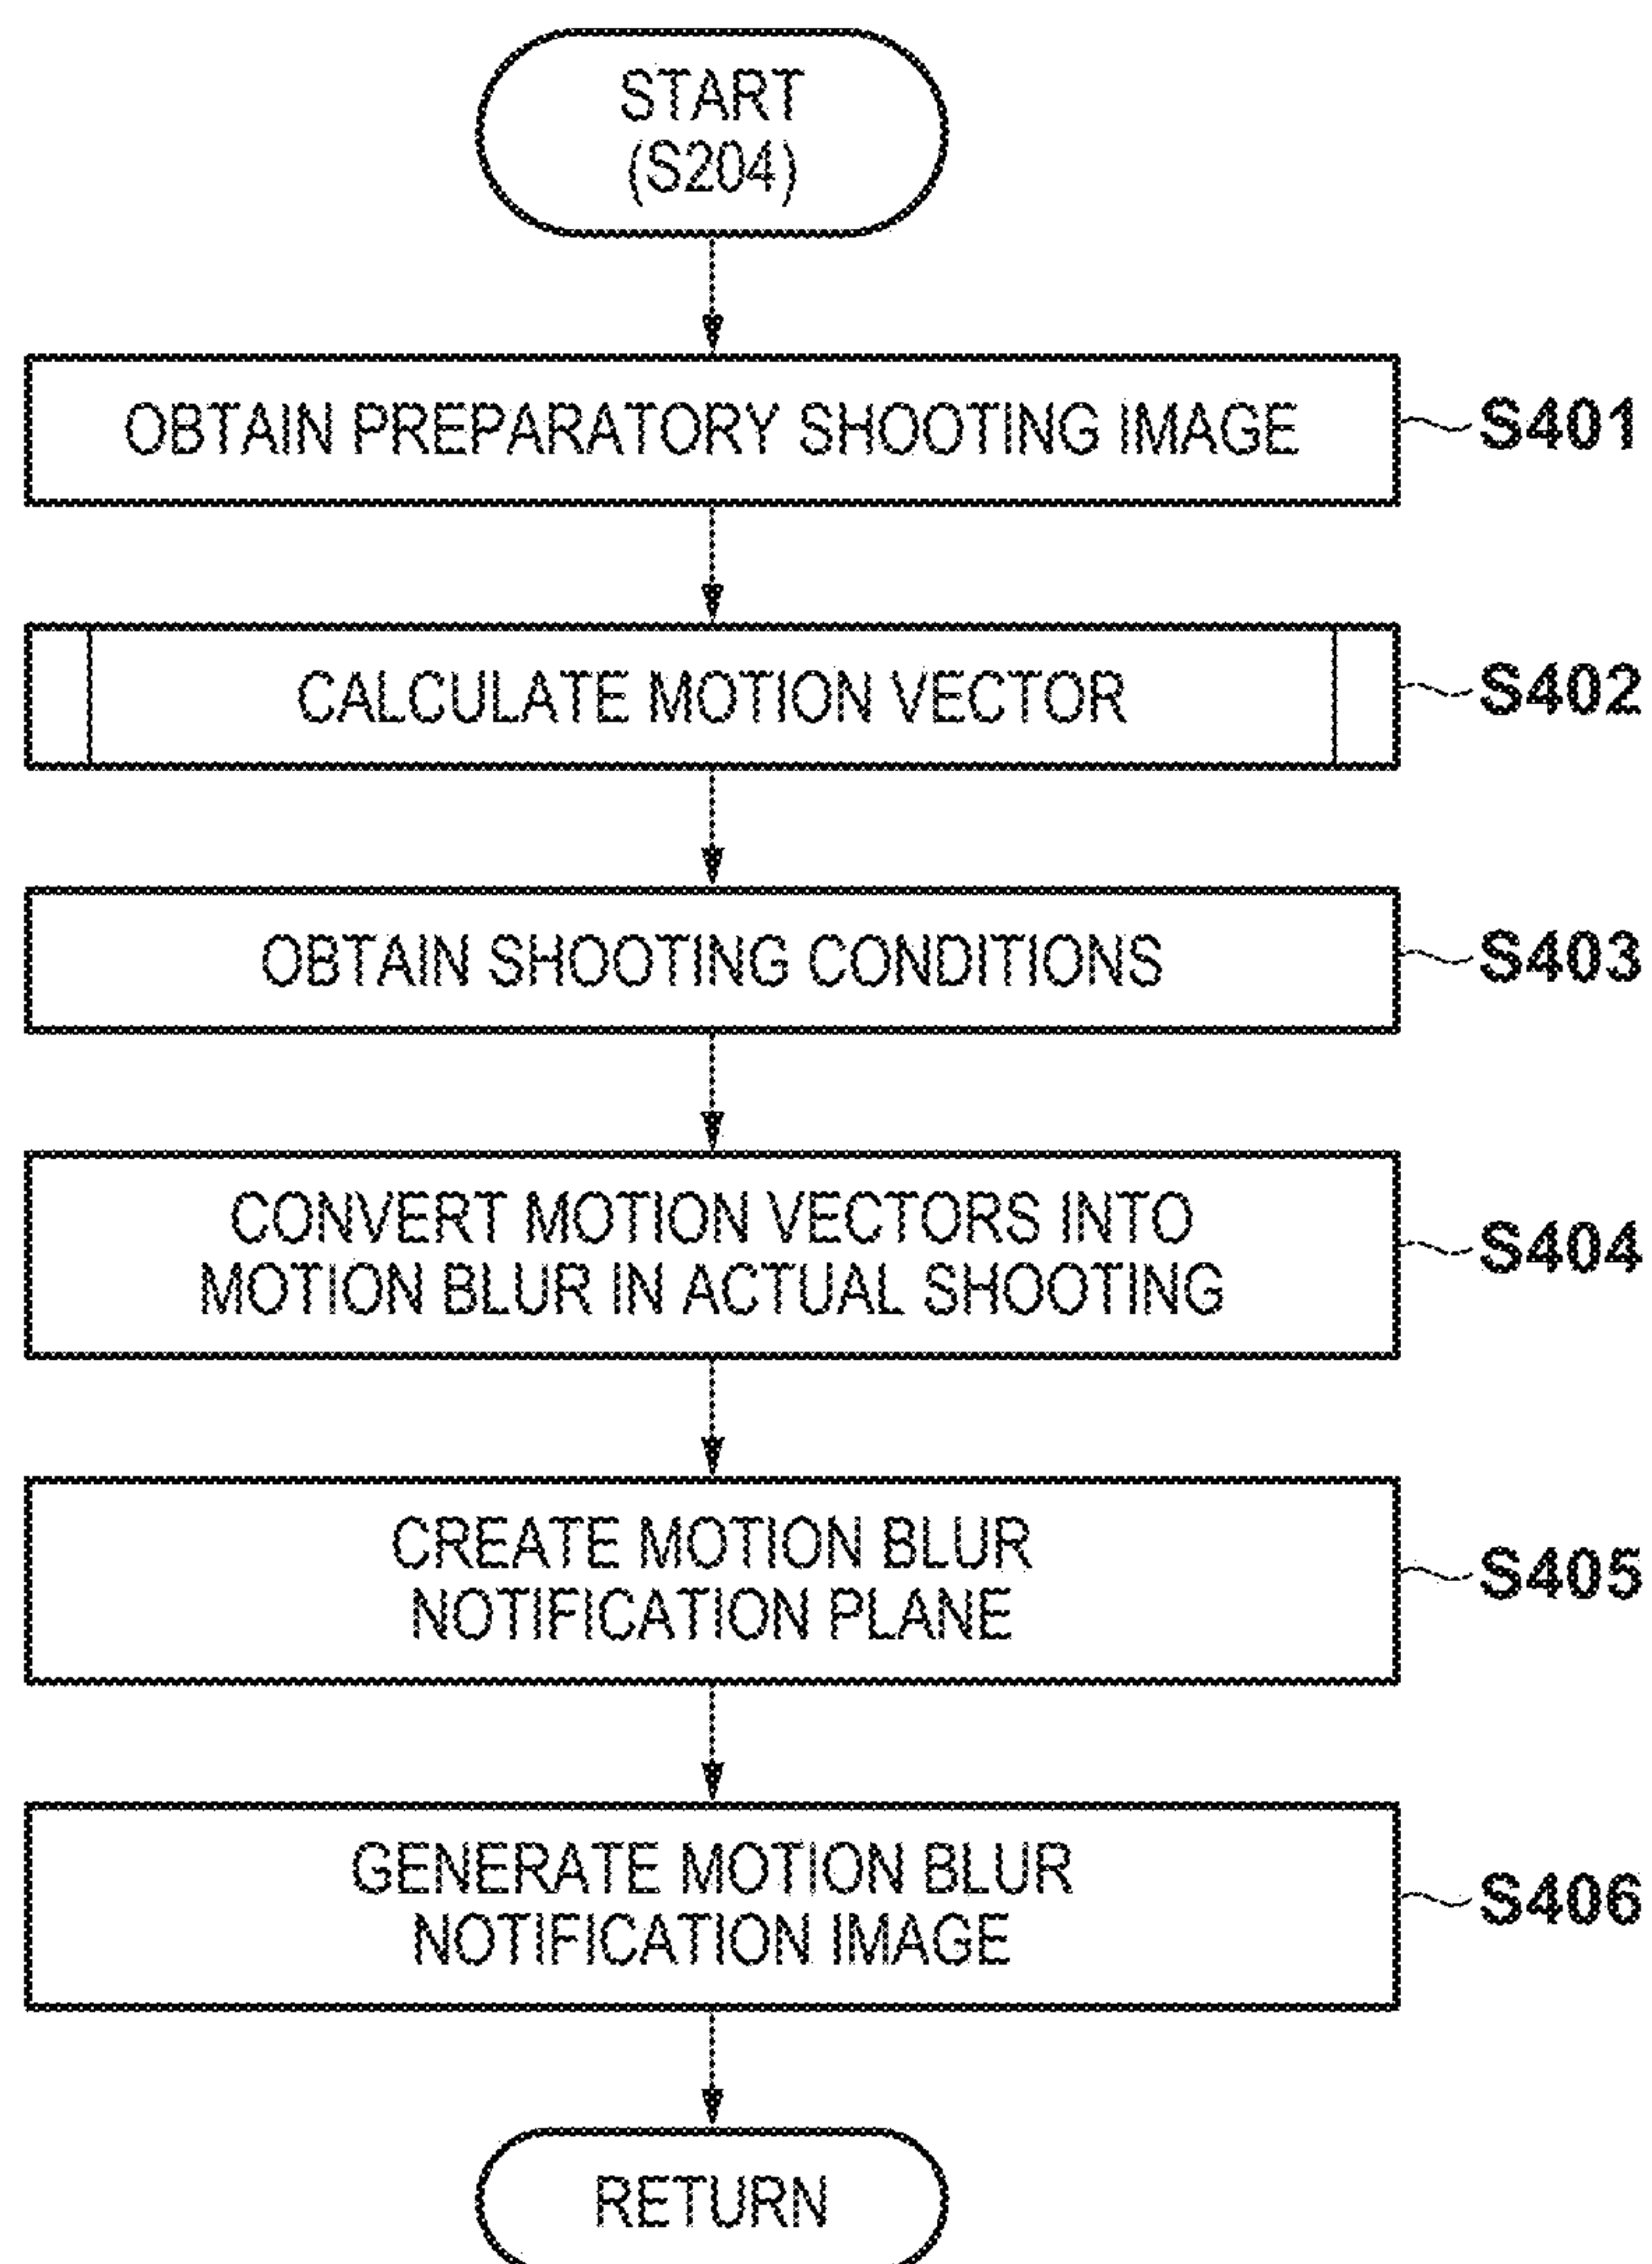 START
(S204)
OBTAIN PREPARATORY SHOOTING IMAGE
S401
CALCULATE MOTION VECTOR
S402
OBTAIN SHOOTING CONDITIONS
S403
CONVERT MOTION VECTORS INTO
MOTION BLUR IN ACTUAL SHOOTING
S404
CREATE MOTION BLUR
NOTIFICATION PLANE
S405
GENERATE MOTION BLUR
NOTIFICATION IMAGE
S406
RETURN